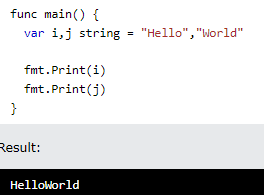 func main() {
  var i,j string = "Hello","World"

  fmt.Print(i)
  fmt.Print(j)
}
Result:
HelloWorld